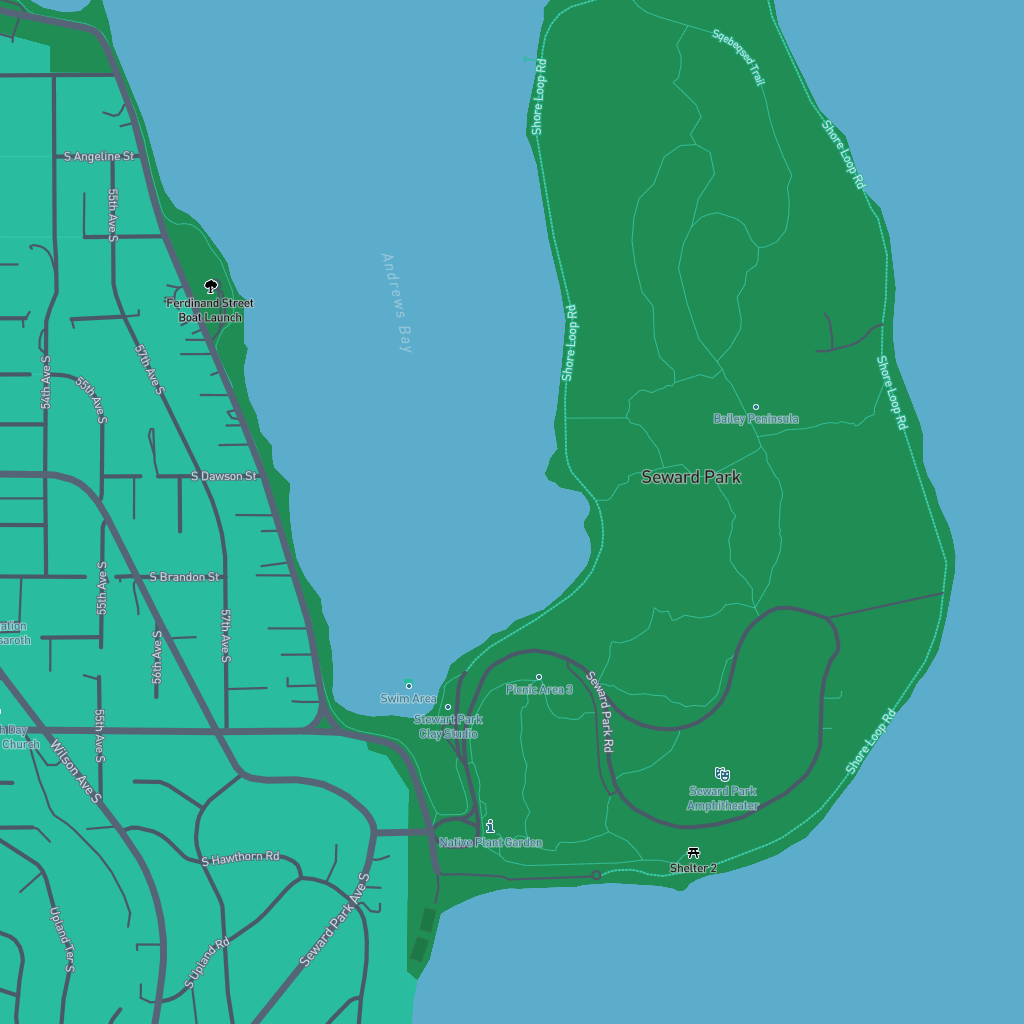 Sqebeqsed Trail
Shore Loop Rd
Shore Loop Rd
S Angeline St
55th Ave S
Andrews Bay
Ferdinand Street
Boat Launch
Shore Loop Rd
57th Ave S
54th Ave S
55th Ave S
Shore Loop Rd
Bailey Peninsula
S Dawson St
Seward Park
S Brandon St
55th Ave S
57th Ave S
56th Ave S
Swim Area
Picnic Area 3
Stewart Park
Clay Studio
Seward Park Rd
55th Ave S
h Day
Church
Wilson Ave S
Shore Loop Rd
Seward Park
Amphitheater
Native Plant Garden
S Hawthorn Rd
Shelter 2
Seward Park Ave S
Upland Ter S
S Upland Rd